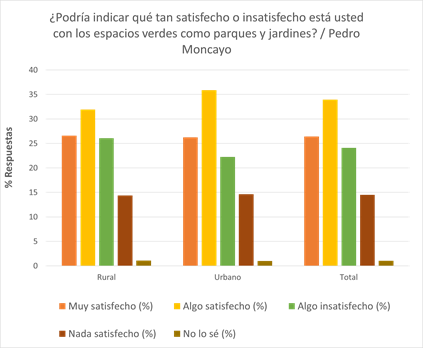 ¿Podría indicar qué tan satisfecho o insatisfecho está usted
con los espacios verdes como parques y jardines? / Pedro
Moncayo
40
35
30
25
20
15
10
5
0
% Respuestas
Rural
Urbano
Total
Muy satisfecho (%)
Algo satisfecho (%)
Algo insatisfecho (%)
Nada satisfecho (%)
No lo sé (%)